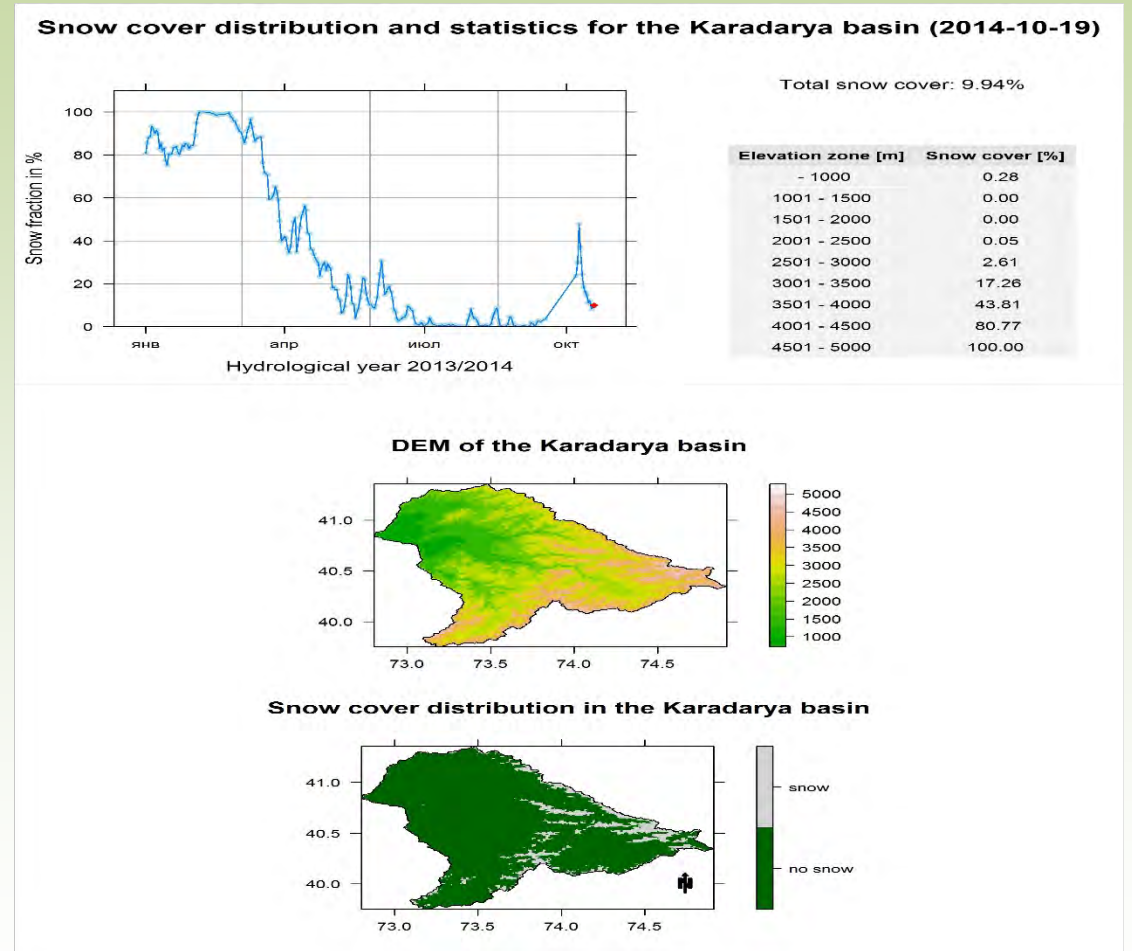 Snow cover distribution and statistics for the Karadarya basin (2014-10-19)
Snow fraction in %
100
80
60
40
20
0
янв апр июл окт
Hydrological year 2013/2014
Total snow cover: 9.94%
Elevation zone [m] Snow cover [%]
- 1000 0.28
1001 - 1500 0.00
1501 - 2000 0.00
2001 - 2500 0.05
2501 - 3000 2.61
3001 - 3500 17.26
3501 - 4000 43.81
4001 - 4500 80.77
4501 - 5000 100.00
DEM of the Karadarya basin
41.0
40.5
40.0
73.0 73.5 74.0 74.5
5000
4500
4000
3500
3000
2500
2000
1500
1000
Snow cover distribution in the Karadarya basin
41.0
40.5
40.0
73.0 73.5 74.0 74.5
snow
no snow
N